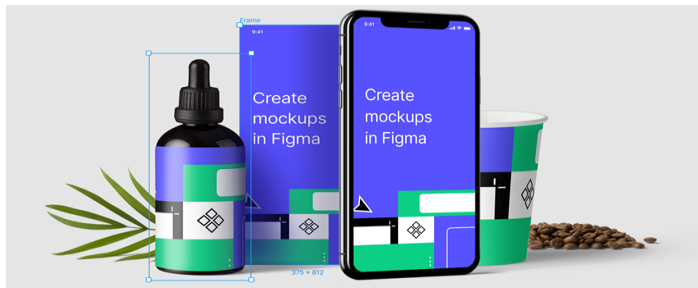 Frame
9:41
Create
mockups
in Figma
375 × 812
9:41
Create
mockups
in Figma